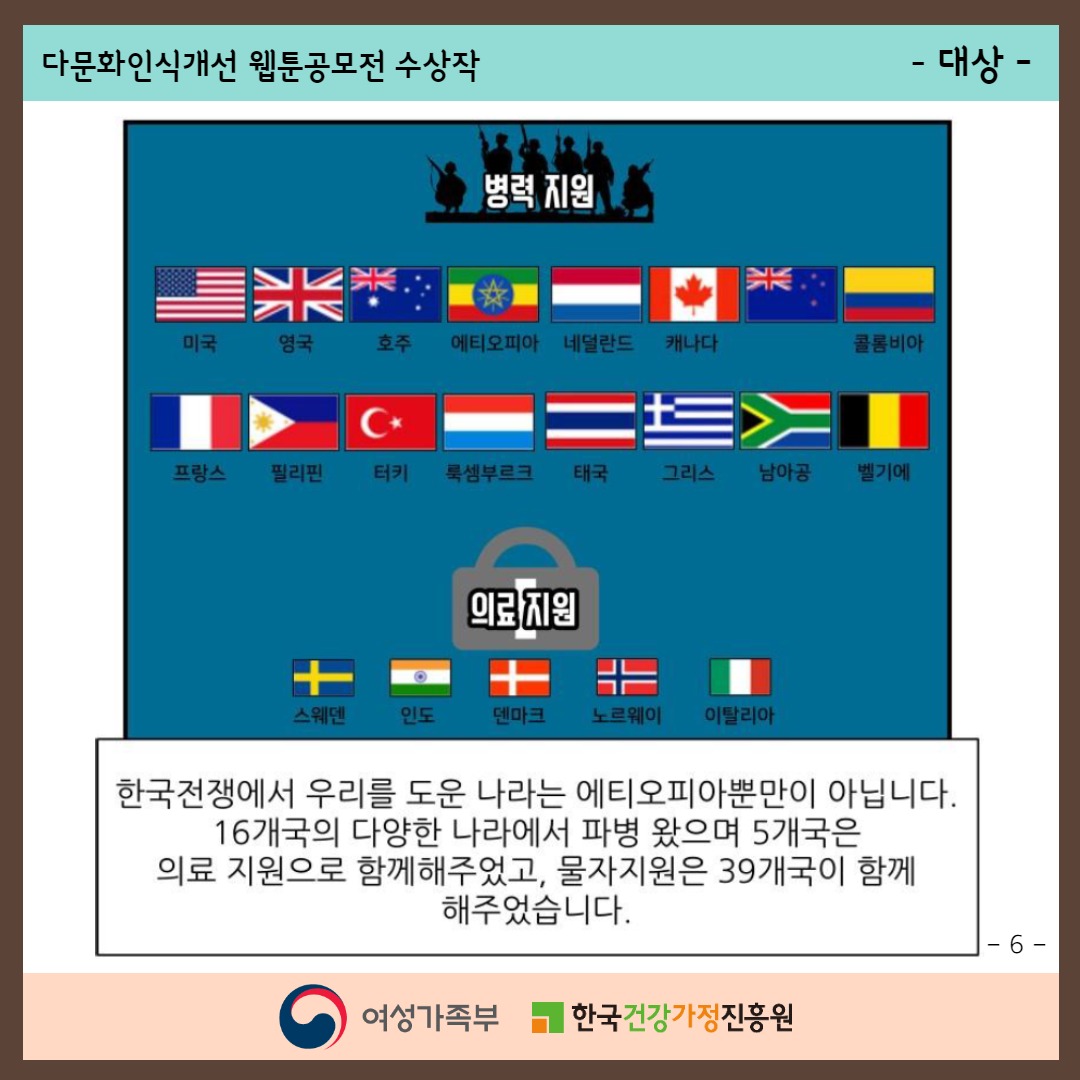 다문화인식개선 웹툰공모전 수상작
- 대상 -
병력 지원
미국 영국 호주 에티오피아 네덜란드 캐나다 콜롬비아
프랑스 필리핀 터키 룩셈부르크 태국 그리스 남아공 벨기에
의료 지원
스웨덴 인도 덴마크 노르웨이 이탈리아
한국전쟁에서 우리를 도운 나라는 에티오피아뿐만이 아닙니다.
16개국의 다양한 나라에서 파병 왔으며 5개국은
의료 지원으로 함께해주었고, 물자지원은 39개국이 함께
해주었습니다.
- 6 -
여성가족부 한국건강가정진흥원